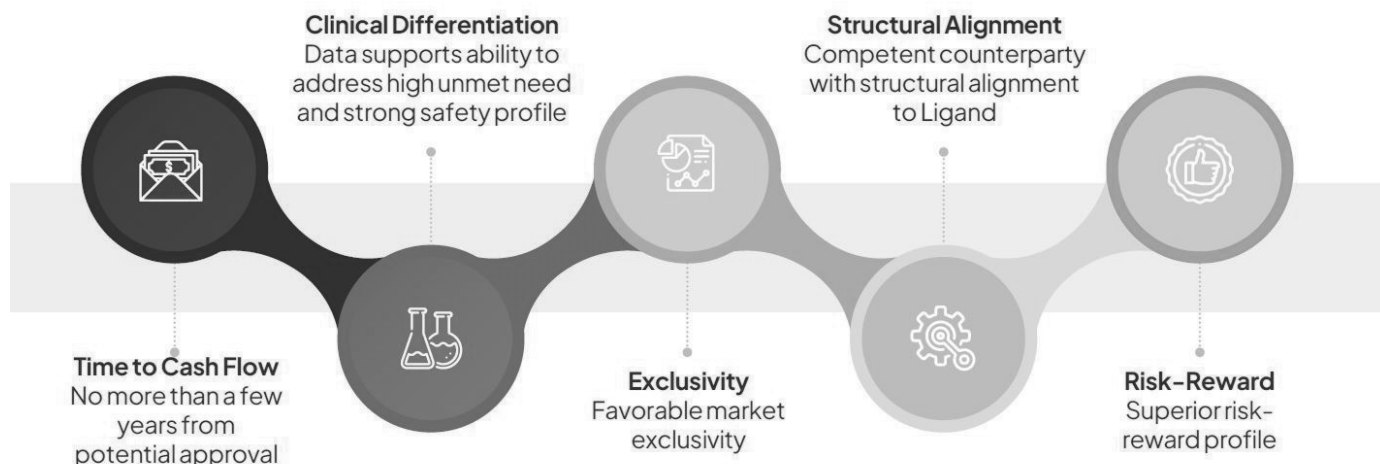 Clinical Differentiation
Data supports ability to
address high unmet need
and strong safety profile
Structural Alignment
Competent counterparty
with structural alignment
to Ligand
$
Time to Cash Flow
No more than a few
years from
potential approval
Exclusivity
Favorable market
exclusivity
Risk-Reward
Superior risk-
reward profile